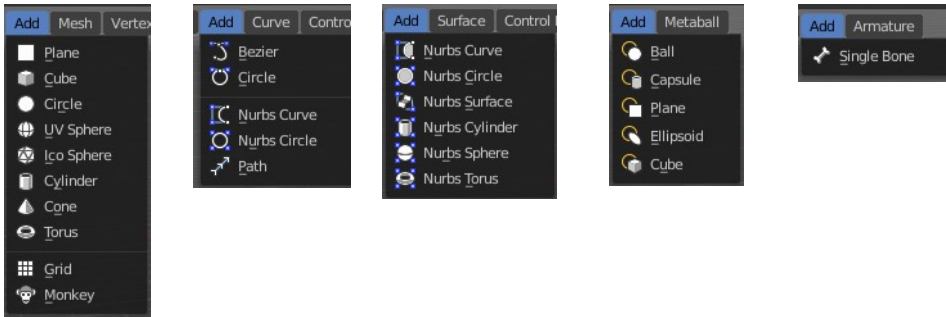 Add Mesh Vertex
Plane
Cube
Circle
UV Sphere
Ico Sphere
Cylinder
Cone
Torus
Grid
Monkey
Add Curve Contro
Bezier
Circle
Nurbs Curve
Nurbs Circle
Path
Add Surface Control
Nurbs Curve
Nurbs Circle
Nurbs Surface
Nurbs Cylinder
Nurbs Sphere
Nurbs Torus
Add Metaball
Ball
Capsule
Plane
Ellipsoid
Cube
Add Armature
Single Bone